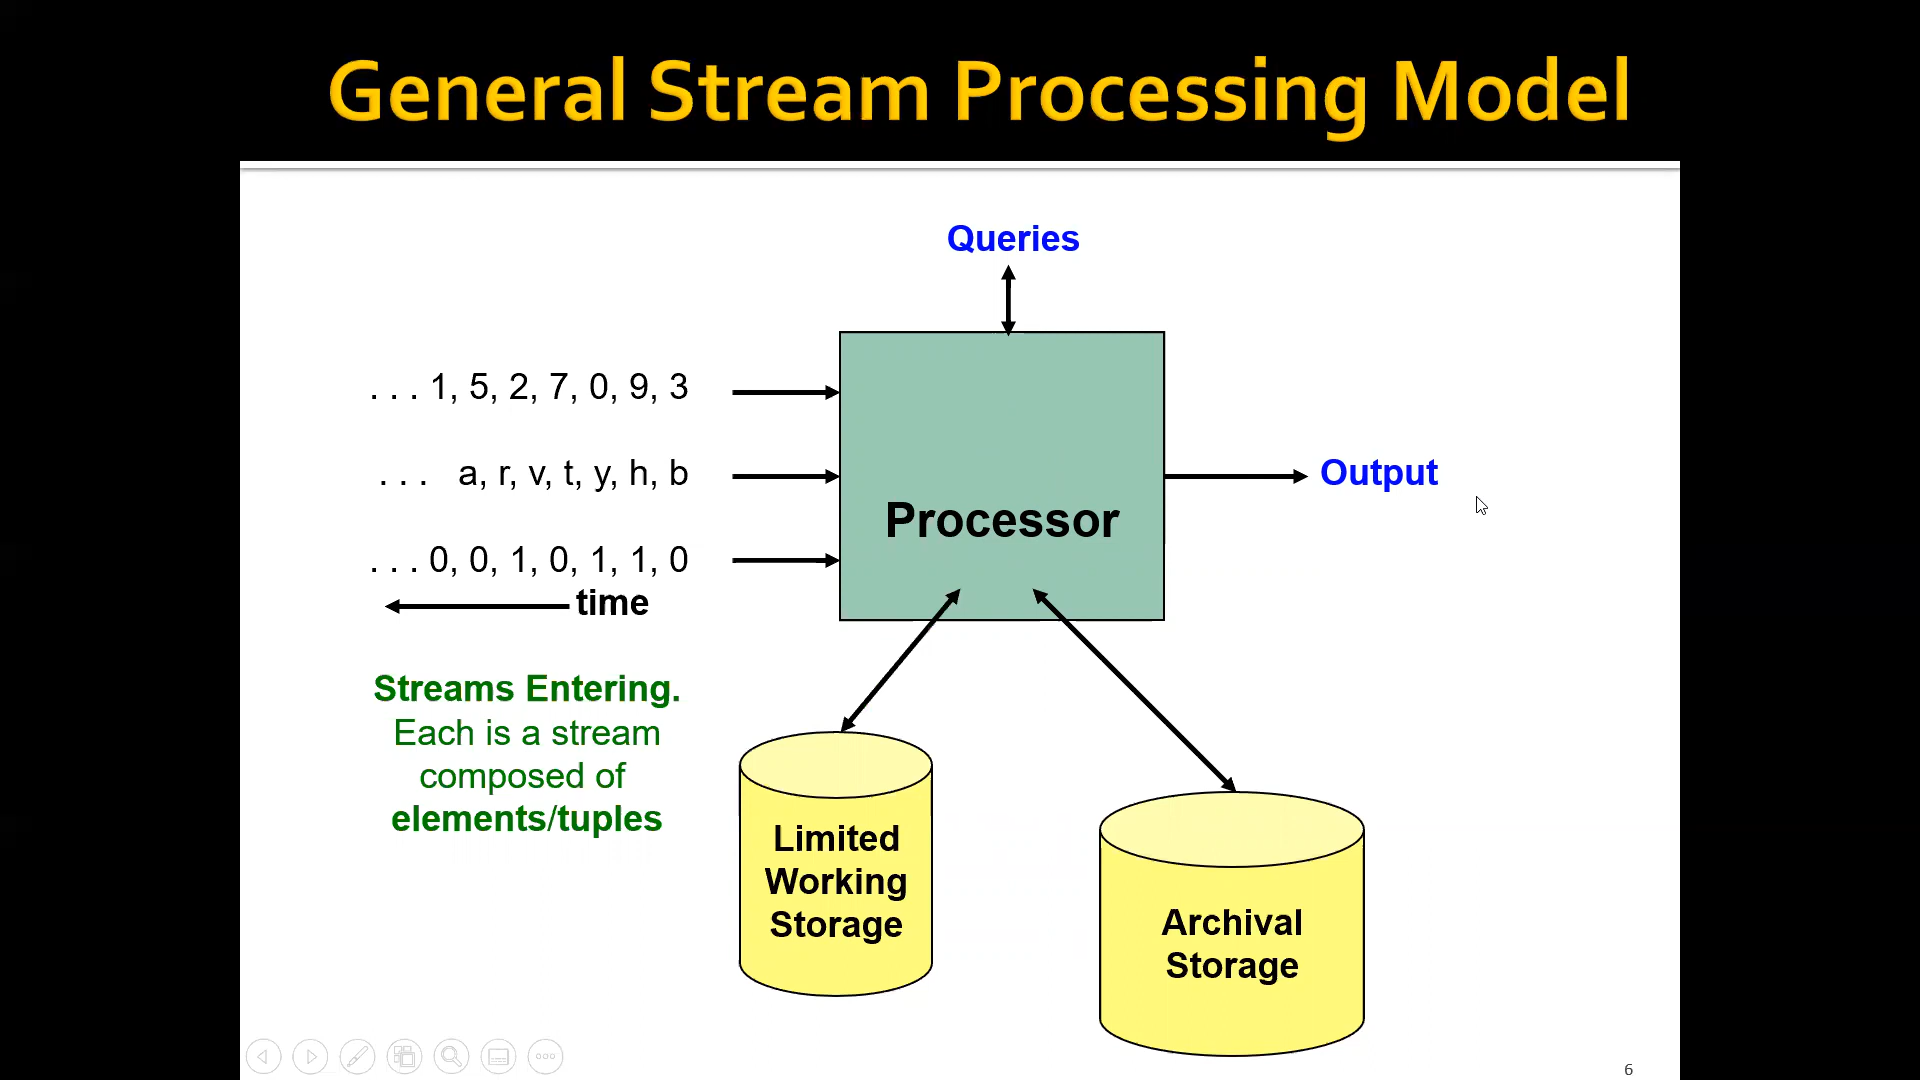 General Stream Processing Model
Queries
. . . 1, 5, 2, 7, 0, 9, 3
. . . a, r, v, t, y, h, b
. . . 0, 0, 1, 0, 1, 1, 0
time
Processor
Output
Streams Entering.
Each is a stream
composed of
elements/tuples
Limited
Working
Storage
Archival
Storage
6